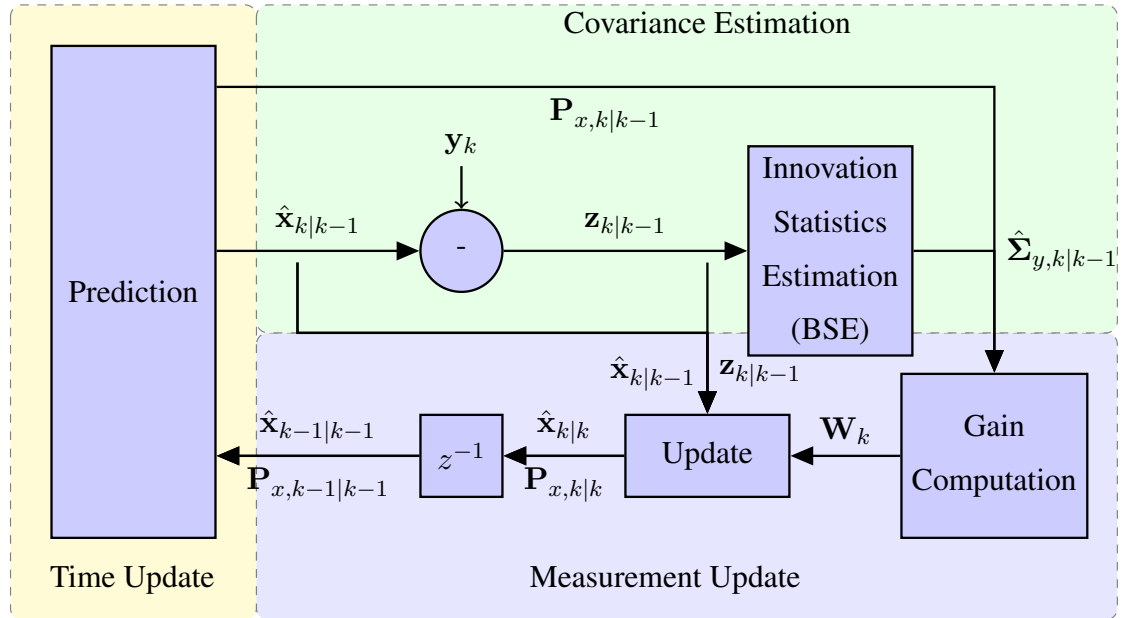 Covariance Estimation
𝐏_{x,k|k−1}
𝐲_k
Innovation
Statistics
Estimation
(BSE)
𝐱̂_{k|k−1}
-
𝐳_{k|k−1}
𝚺̂_{y,k|k−1}
Prediction
𝐱̂_{k|k−1}
𝐳_{k|k−1}
𝐱̂_{k−1|k−1}
𝐏_{x,k−1|k−1}
z^{−1}
𝐱̂_{k|k}
𝐏_{x,k|k}
Update
𝐖_k
Gain
Computation
Time Update
Measurement Update